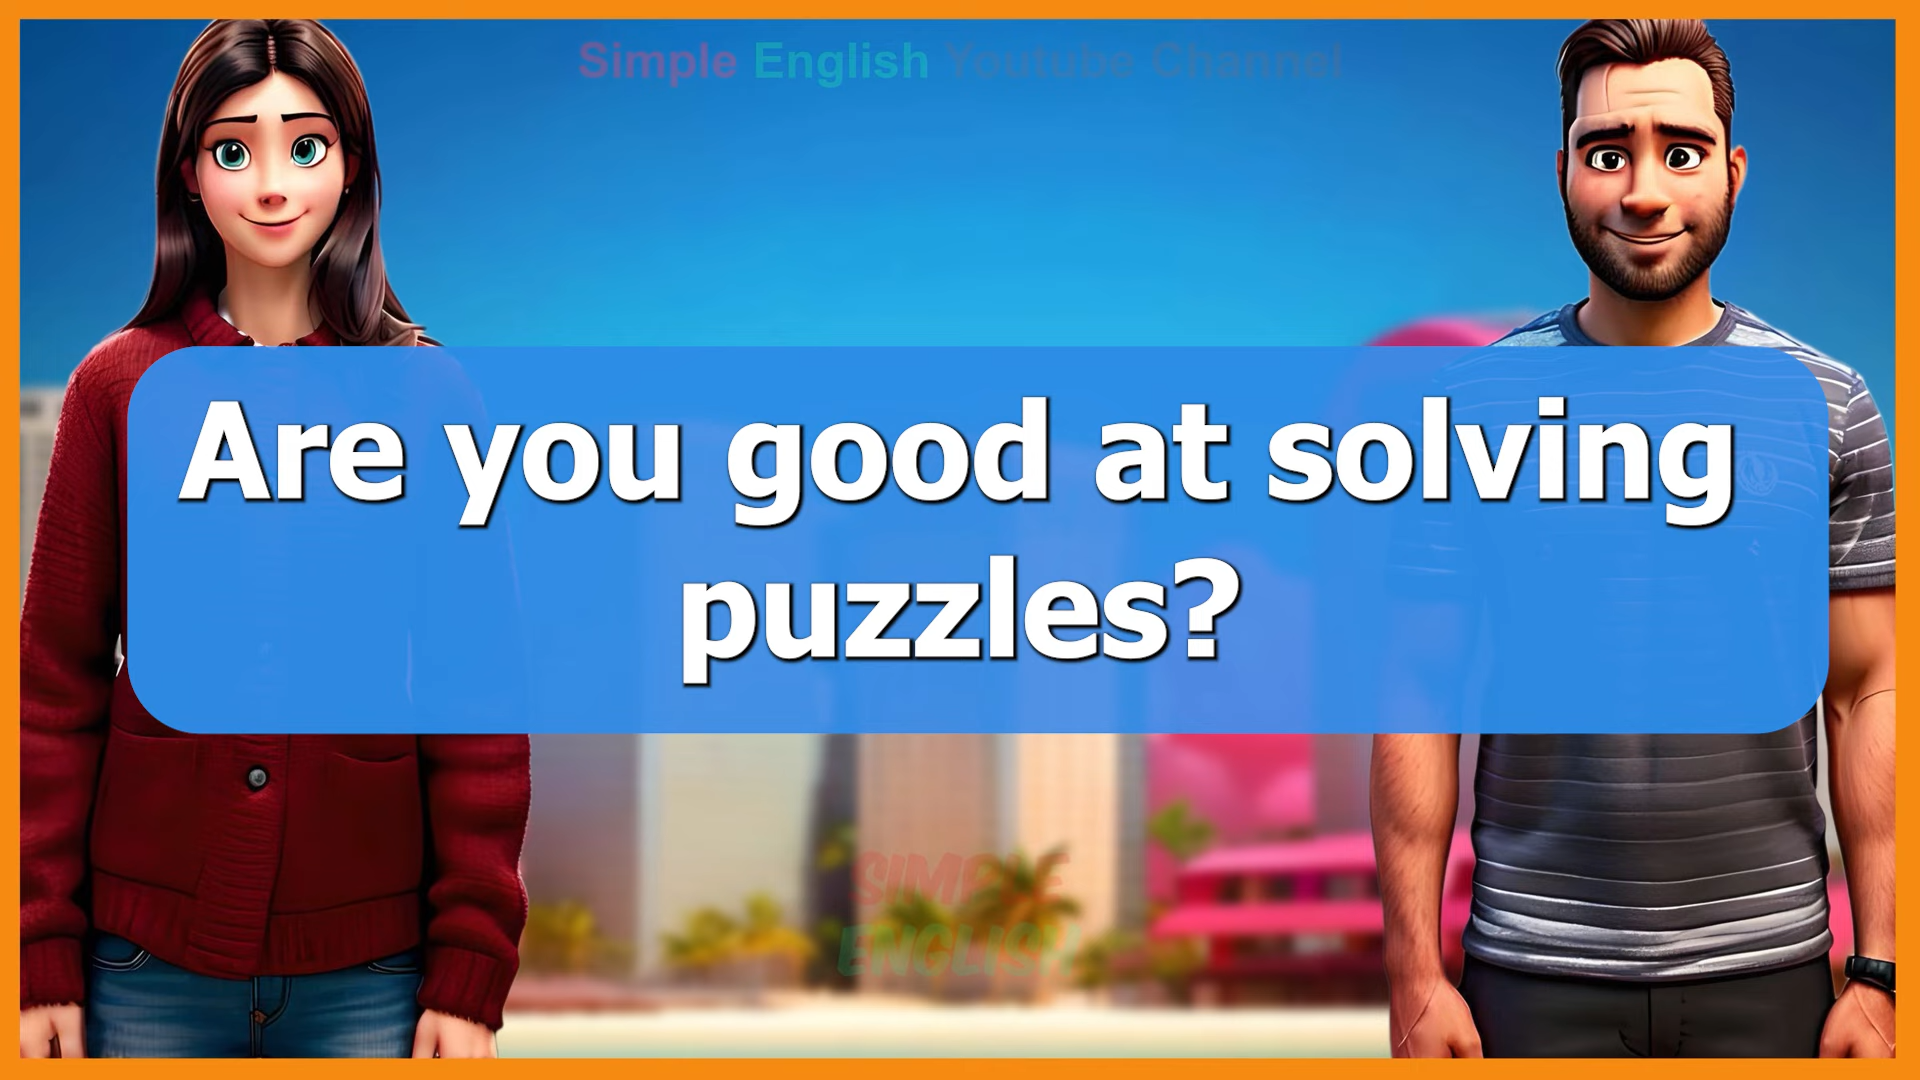 Simple English Youtube Channel
Are you good at solving
puzzles?
SIMPLE
ENGLISH